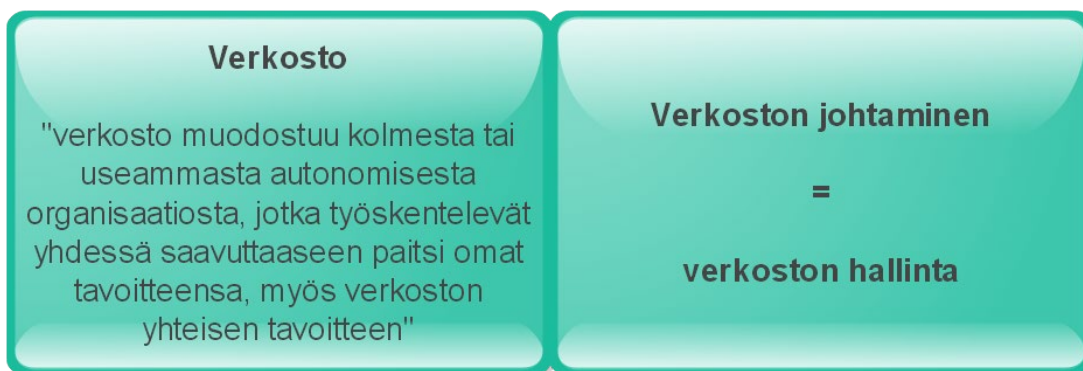 Verkosto
"verkosto muodostuu kolmesta tai
useammasta autonomisesta
organisaatiosta, jotka työskentelevät
yhdessä saavuttaaseen paitsi omat
tavoitteensa, myös verkoston
yhteisen tavoitteen"
Verkoston johtaminen
=
verkoston hallinta